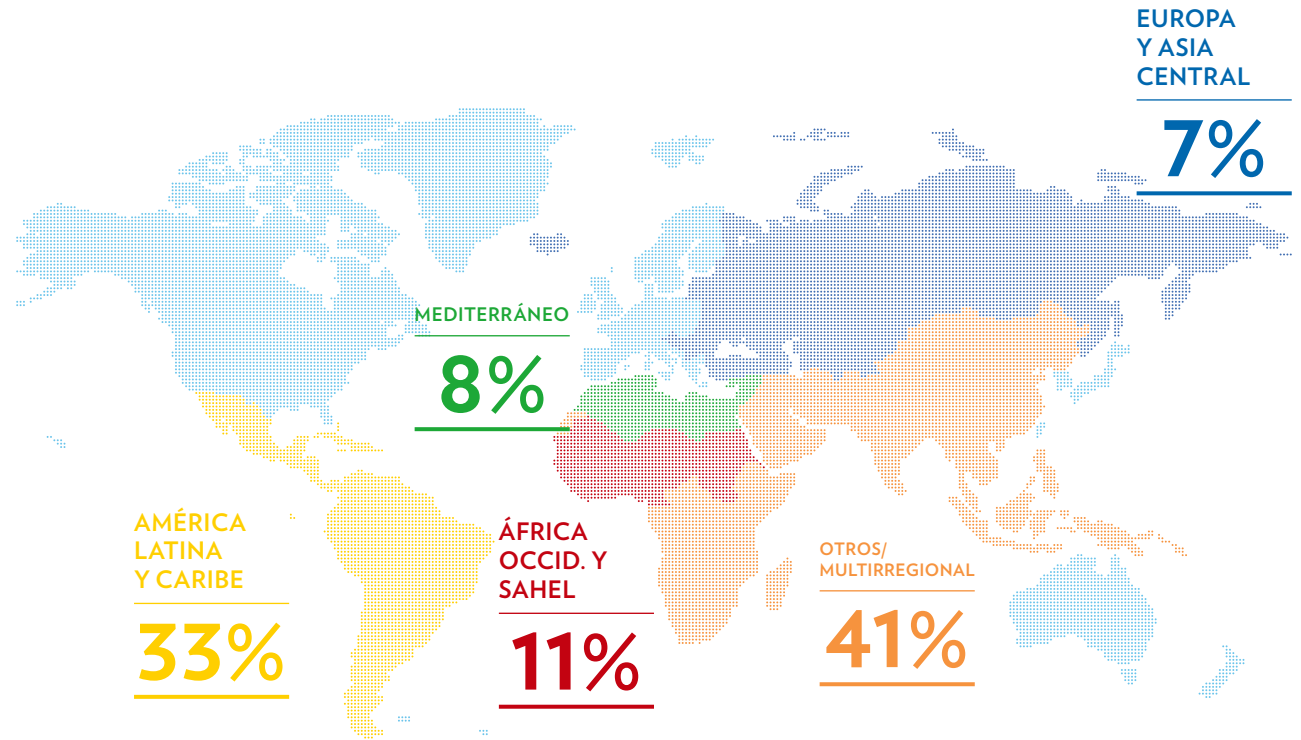 EUROPA
Y ASIA
CENTRAL
7%
MEDITERRÁNEO
8%
AMÉRICA
LATINA
Y CARIBE
33%
ÁFRICA
OCCID. Y
SAHEL
11%
OTROS/
MULTIRREGIONAL
41%